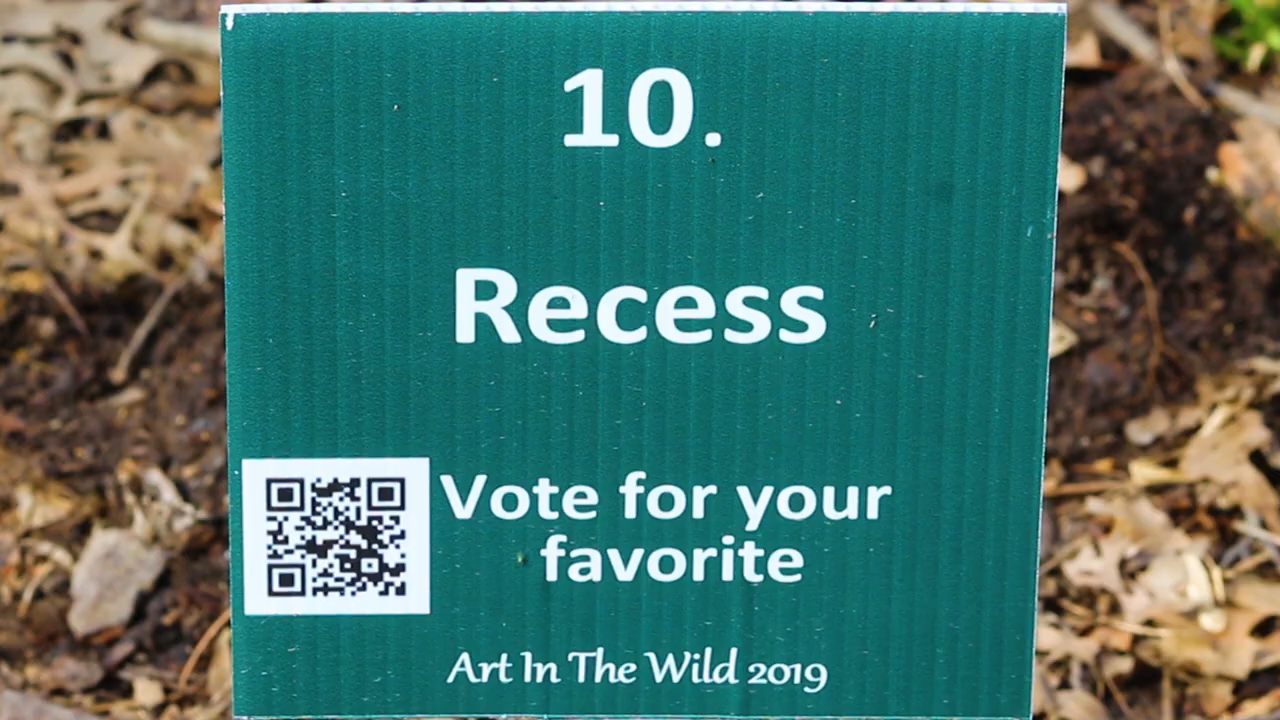 10.
Recess
Vote for your
favorite
Art In The Wild 2019